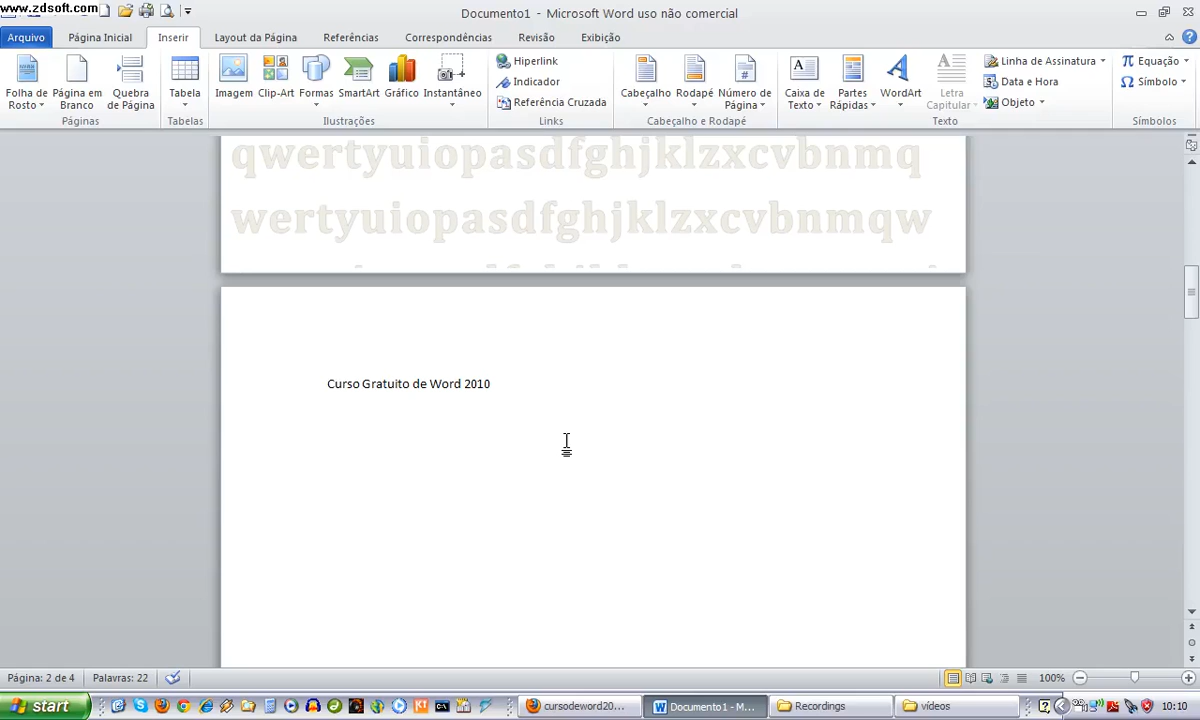 www.zdsoft.com
Documento1 - Microsoft Word uso não comercial
Arquivo Página Inicial Inserir Layout da Página Referências Correspondências Revisão Exibição
Folha de Rosto
Página em Branco
Quebra de Página
Páginas
Tabela
Tabelas
Imagem
Clip-Art
Formas
SmartArt
Gráfico
Instantâneo
Ilustrações
Hiperlink
Indicador
Referência Cruzada
Links
Cabeçalho
Rodapé
Número de Página
Cabeçalho e Rodapé
Caixa de Texto
Partes Rápidas
WordArt
Letra Capitular
Linha de Assinatura
Data e Hora
Objeto
Texto
Equação
Símbolo
Símbolos
qwertyuiopasdfghjklzxcvbnmq
wertyuiopasdfghjklzxcvbnmqw
Curso Gratuito de Word 2010
Página: 2 de 4 Palavras: 22 100%
start cursodeword20... Documento1 - M... Recordings vídeos 10:10